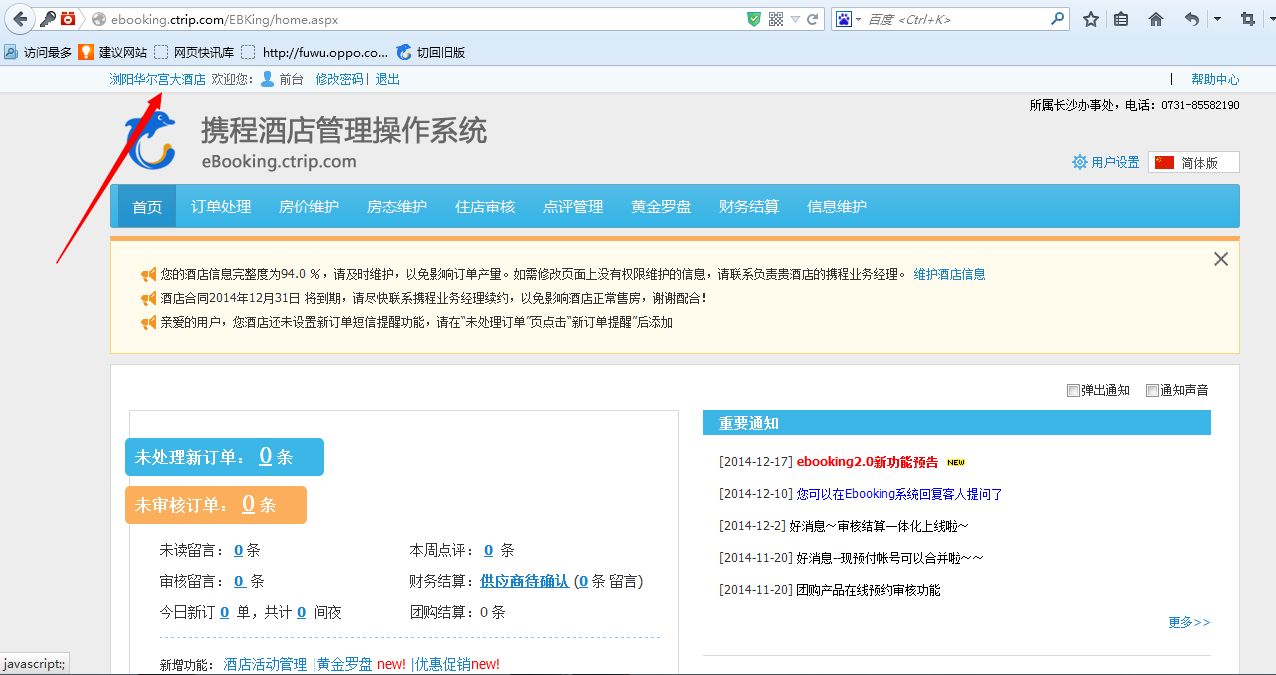 ebooking.ctrip.com/EBKing/home.aspx
百度 <Ctrl+K>
访问最多 建议网站 网页快讯库 http://fuwu.oppo.co... 切回旧版
浏阳华尔宫大酒店 欢迎您： 前台 修改密码| 退出 | 帮助中心
所属长沙办事处，电话：0731-85582190
携程酒店管理操作系统
eBooking.ctrip.com
用户设置 简体版
首页 订单处理 房价维护 房态维护 住店审核 点评管理 黄金罗盘 财务结算 信息维护
您的酒店信息完整度为94.0 %，请及时维护，以免影响订单产量。如需修改页面上没有权限维护的信息，请联系负责贵酒店的携程业务经理。 维护酒店信息
酒店合同2014年12月31日 将到期，请尽快联系携程业务经理续约，以免影响酒店正常售房，谢谢配合！
亲爱的用户，您酒店还未设置新订单短信提醒功能，请在“未处理订单”页点击“新订单提醒”后添加
弹出通知 通知声音
未处理新订单： 0 条
未审核订单： 0 条
未读留言： 0 条 本周点评： 0 条
审核留言： 0 条 财务结算：供应商待确认 (0 条 留言)
今日新订 0 单，共计 0 间夜 团购结算：0 条
新增功能： 酒店活动管理 |黄金罗盘 new! |优惠促销new!
重要通知
[2014-12-17] ebooking2.0新功能预告 NEW
[2014-12-10] 您可以在Ebooking系统回复客人提问了
[2014-12-2] 好消息～审核结算一体化上线啦~
[2014-11-20] 好消息--现预付帐号可以合并啦～～
[2014-11-20] 团购产品在线预约审核功能
更多>>
javascript:;